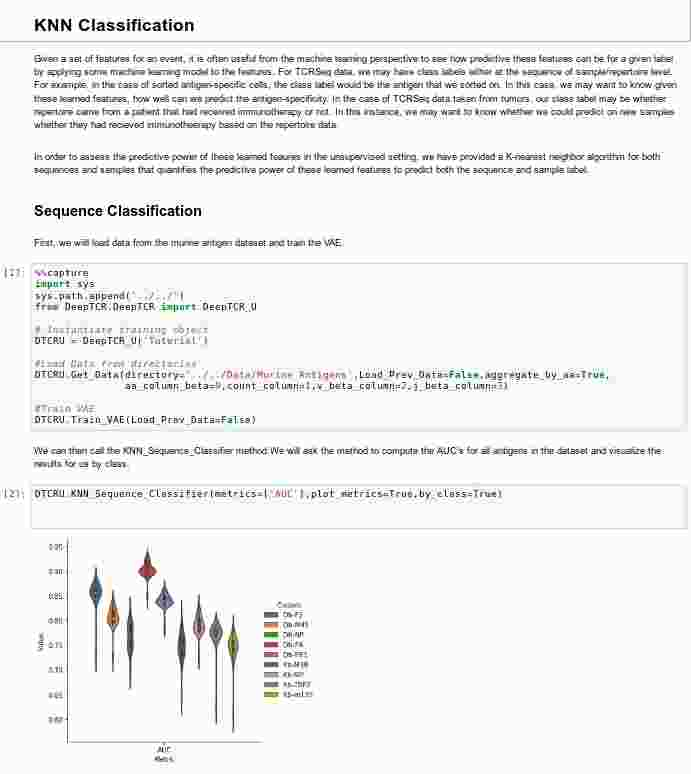 KNN Classification
Given a set of features for an event, it is often useful from the machine learning perspective to see how predictive these features can be for a given label
by applying some machine learning model to the features. For TCRSeq data, we may have class labels either at the sequence of sample/repertoire level.
For example, in the case of sorted antigen-specific cells, the class label would be the antigen that we sorted on. In this case, we may want to know given
these learned features, how well can we predict the antigen-specificity. In the case of TCRSeq data taken from tumors, our class label may be whether
repertoire came from a patient that had received immunotherapy or not. In this instance, we may want to know whether we could predict on new samples
whether they had recieved immunotherapy based on the repertoire data.
In order to assess the predictive power of these learned features in the unsupervised setting, we have provided a K-nearest neighbor algorithm for both
sequences and samples that quantifies the predictive power of these learned features to predict both the sequence and sample label.
Sequence Classification
First, we will load data from the murine antigen dataset and train the VAE.
[1]: %%capture
import sys
sys.path.append('../../')
from DeepTCR.DeepTCR import DeepTCR_U
# Instantiate training object
DTCRU = DeepTCR_U('Tutorial')
#Load Data from directories
DTCRU.Get_Data(directory='../../Data/Murine_Antigens',Load_Prev_Data=False,aggregate_by_aa=True,
aa_column_beta=0,count_column=1,v_beta_column=2,j_beta_column=3)
#Train VAE
DTCRU.Train_VAE(Load_Prev_Data=False)
We can then call the KNN_Sequence_Classifier method.We will ask the method to compute the AUC's for all antigens in the dataset and visualize the
results for us by class.
[2]: DTCRU.KNN_Sequence_Classifier(metrics=['AUC'],plot_metrics=True,by_class=True)
0.95
0.90
0.85
0.80
0.75
0.70
0.65
0.60
Value
AUC
Metric
Classes
Db-F2
Db-M45
Db-NP
Db-PA
Db-PB1
Kb-M38
Kb-SIY
Kb-TRP2
Kb-m139